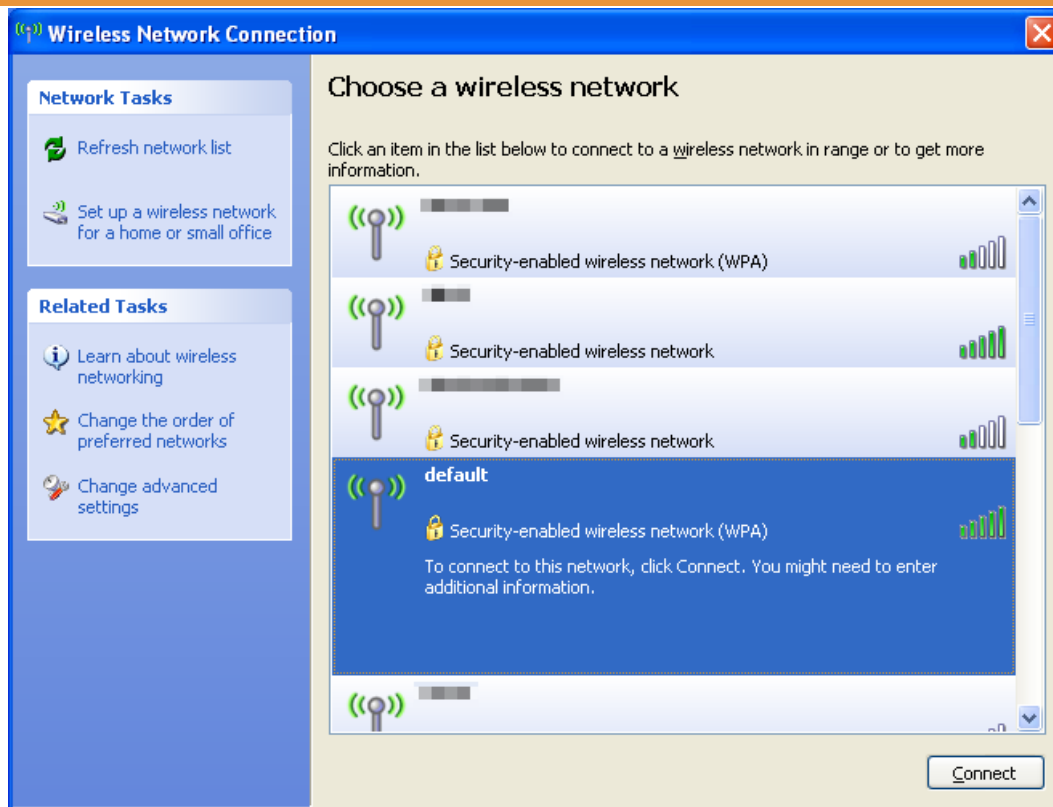 Wireless Network Connection
Network Tasks
Refresh network list
Set up a wireless network
for a home or small office
Related Tasks
Learn about wireless
networking
Change the order of
preferred networks
Change advanced
settings
Choose a wireless network
Click an item in the list below to connect to a wireless network in range or to get more
information.
Security-enabled wireless network (WPA)
Security-enabled wireless network
Security-enabled wireless network
default
Security-enabled wireless network (WPA)
To connect to this network, click Connect. You might need to enter
additional information.
Connect